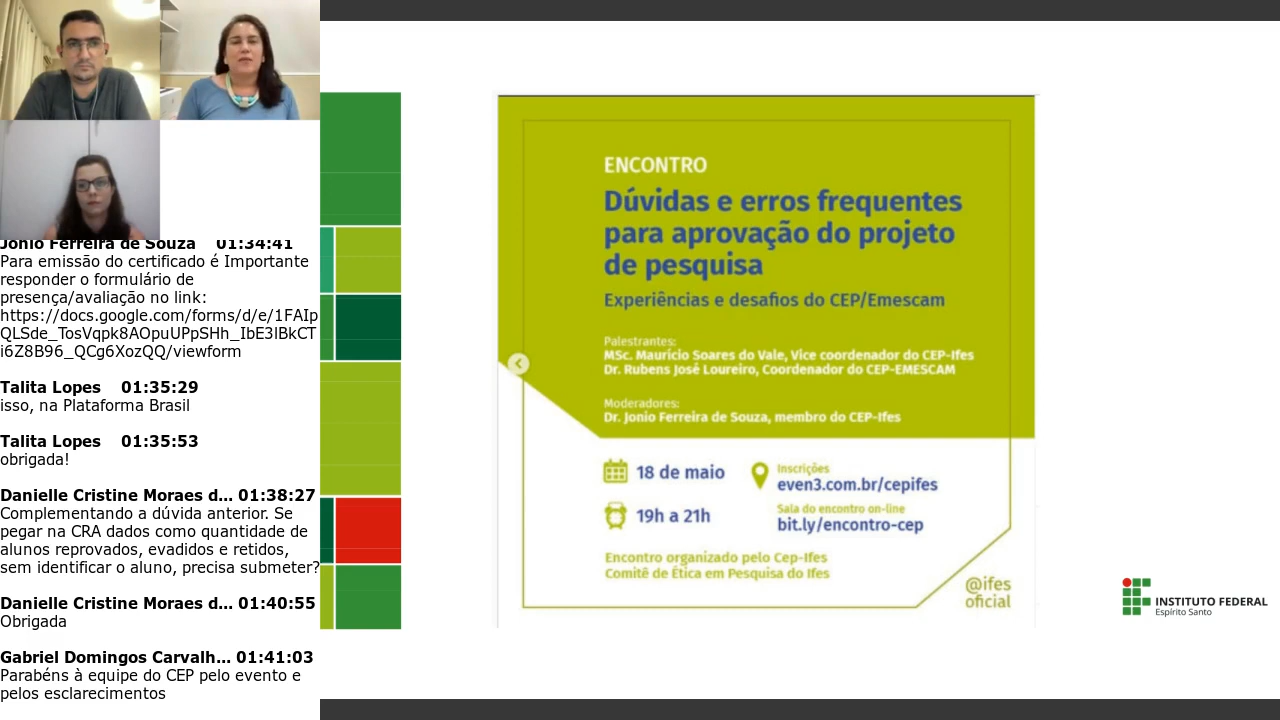 Jonio Ferreira de Souza 01:34:41
Para emissão do certificado é Importante
responder o formulário de
presença/avaliação no link:
https://docs.google.com/forms/d/e/1FAIp
QLSde_TosVqpk8AOpuUPpSHh_IbE3lBkCT
i6Z8B96_QCg6XozQQ/viewform
Talita Lopes 01:35:29
isso, na Plataforma Brasil
Talita Lopes 01:35:53
obrigada!
Danielle Cristine Moraes d... 01:38:27
Complementando a dúvida anterior. Se
pegar na CRA dados como quantidade de
alunos reprovados, evadidos e retidos,
sem identificar o aluno, precisa submeter?
Danielle Cristine Moraes d... 01:40:55
Obrigada
Gabriel Domingos Carvalh... 01:41:03
Parabéns à equipe do CEP pelo evento e
pelos esclarecimentos
ENCONTRO
Dúvidas e erros frequentes
para aprovação do projeto
de pesquisa
Experiências e desafios do CEP/Emescam
Palestrantes:
MSc. Maurício Soares do Vale, Vice coordenador do CEP-Ifes
Dr. Rubens José Loureiro, Coordenador do CEP-EMESCAM
Moderadores:
Dr. Jonio Ferreira de Souza, membro do CEP-Ifes
18 de maio
Inscrições
even3.com.br/cepifes
19h a 21h
Sala do encontro on-line
bit.ly/encontro-cep
Encontro organizado pelo Cep-Ifes
Comitê de Ética em Pesquisa do Ifes
@ifes
oficial
INSTITUTO FEDERAL
Espírito Santo